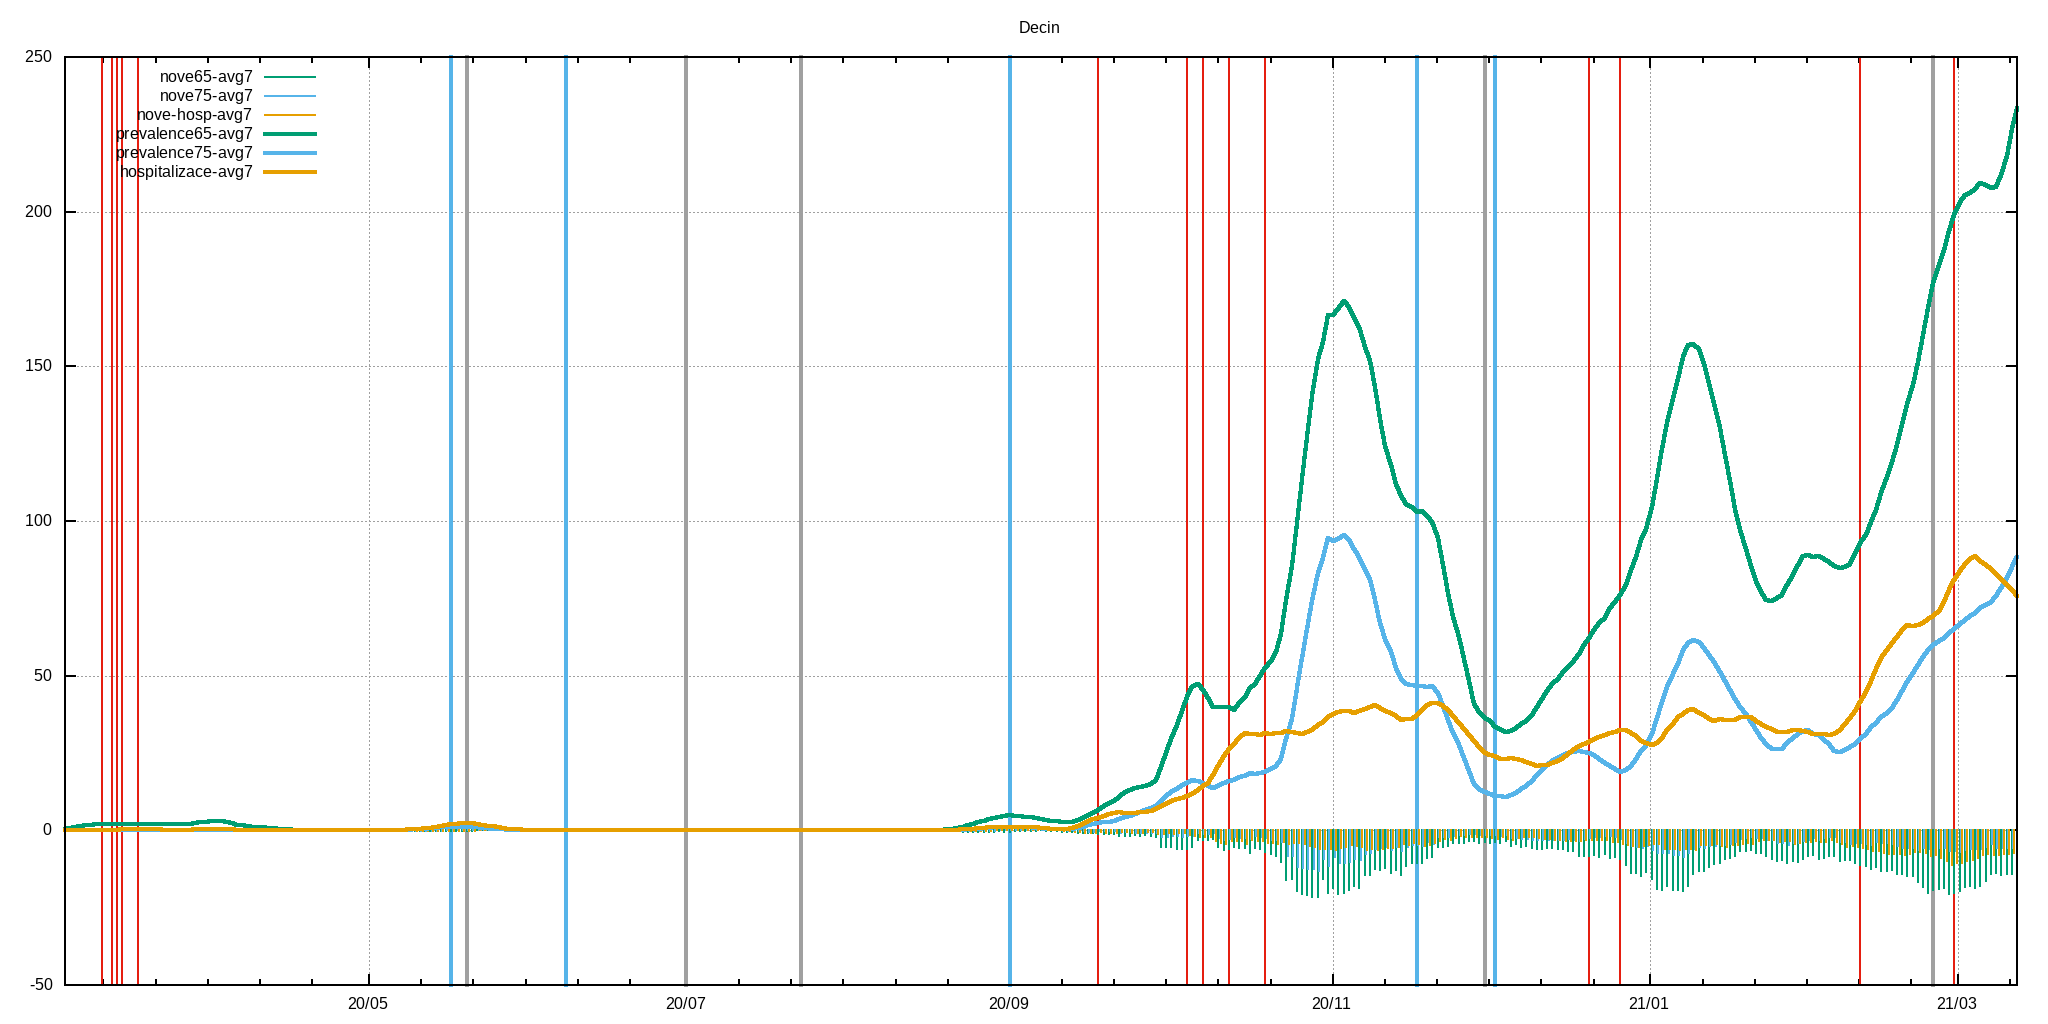 Decin
250
nove65-avg7
nove75-avg7
nove-hosp-avg7
prevalence65-avg7
prevalence75-avg7
hospitalizace-avg7
200
150
100
50
0
-50
20/05 20/07 20/09 20/11 21/01 21/03